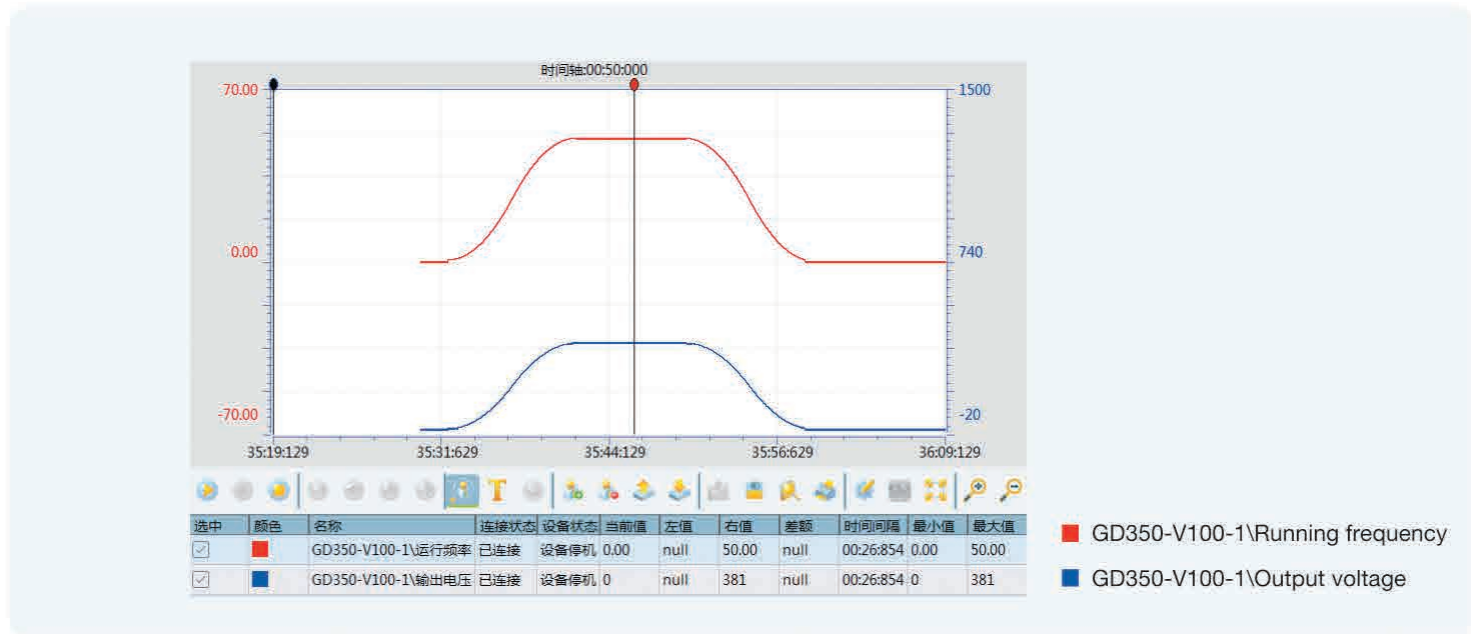 时间轴:00:50:000
70.00
1500
0.00
740
-70.00
-20
35:19:129 35:31:629 35:44:129 35:56:629 36:09:129
选中 颜色 名称 连接状态 设备状态 当前值 左值 右值 差额 时间间隔 最小值 最大值
GD350-V100-1\运行频率 已连接 设备停机 0.00 null 50.00 null 00:26:854 0.00 50.00
GD350-V100-1\输出电压 已连接 设备停机 0 null 381 null 00:26:854 0 381
GD350-V100-1\Running frequency
GD350-V100-1\Output voltage